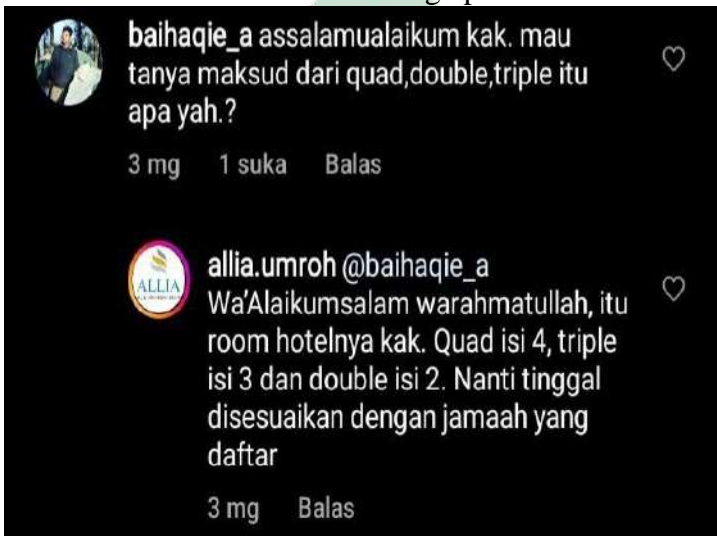 baihaqie_a assalamualaikum kak. mau
tanya maksud dari quad,double,triple itu
apa yah.?
3 mg 1 suka Balas
ALLIA
allia.umroh @baihaqie_a
Wa'Alaikumsalam warahmatullah, itu
room hotelnya kak. Quad isi 4, triple
isi 3 dan double isi 2. Nanti tinggal
disesuaikan dengan jamaah yang
daftar
3 mg Balas